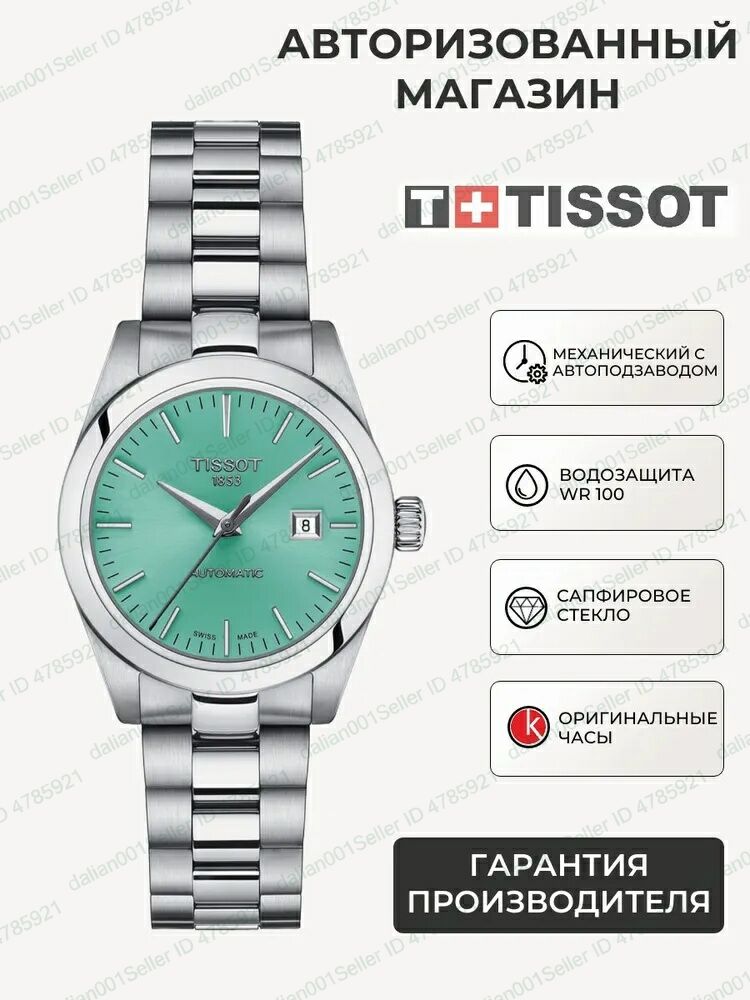 АВТОРИЗОВАННЫЙ
МАГАЗИН
T+TISSOT
МЕХАНИЧЕСКИЙ С
АВТОПОДЗАВОДОМ
ВОДОЗАЩИТА
WR 100
САПФИРОВОЕ
СТЕКЛО
k
ОРИГИНАЛЬНЫЕ
ЧАСЫ
ГАРАНТИЯ
ПРОИЗВОДИТЕЛЯ
TISSOT
1853
8
AUTOMATIC
SWISS MADE
dalian001Seller ID 4785921